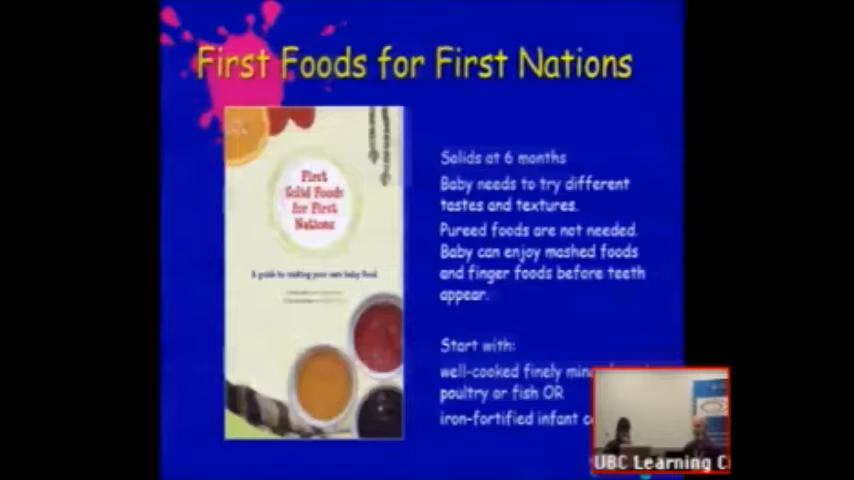 First Foods for First Nations
First
Solid Foods
for First
Nations
A guide to making your own baby food
Solids at 6 months
Baby needs to try different
tastes and textures.
Pureed foods are not needed.
Baby can enjoy mashed foods
and finger foods before teeth
appear.
Start with:
well-cooked finely
poultry or fish OR
iron-fortified infant
UBC Learning